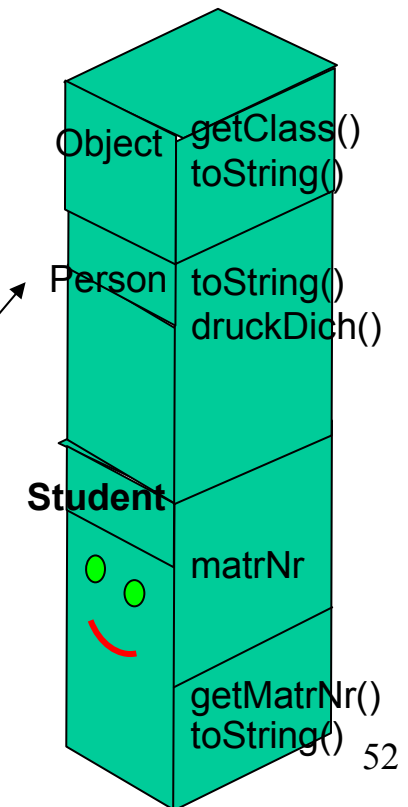 Object
getClass()
toString()
Person
toString()
druckDich()
Student
matrNr
getMatrNr()
toString()
52